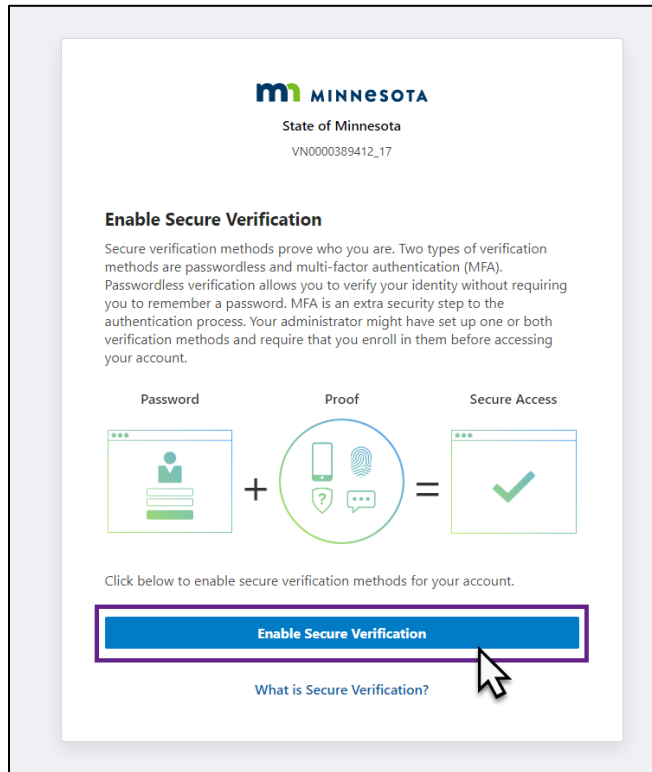 mn MINNESOTA
State of Minnesota
VN0000389412_17
Enable Secure Verification
Secure verification methods prove who you are. Two types of verification
methods are passwordless and multi-factor authentication (MFA).
Passwordless verification allows you to verify your identity without requiring
you to remember a password. MFA is an extra security step to the
authentication process. Your administrator might have set up one or both
verification methods and require that you enroll in them before accessing
your account.
Password Proof Secure Access
+ ? =
Click below to enable secure verification methods for your account.
Enable Secure Verification
What is Secure Verification?